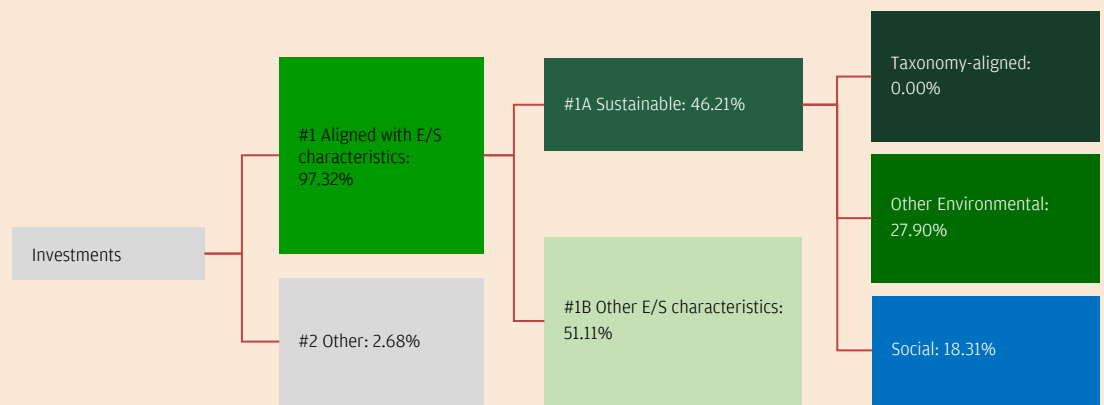 Investments
#1 Aligned with E/S
characteristics:
97.32%
#2 Other: 2.68%
#1A Sustainable: 46.21%
#1B Other E/S characteristics:
51.11%
Taxonomy-aligned:
0.00%
Other Environmental:
27.90%
Social: 18.31%